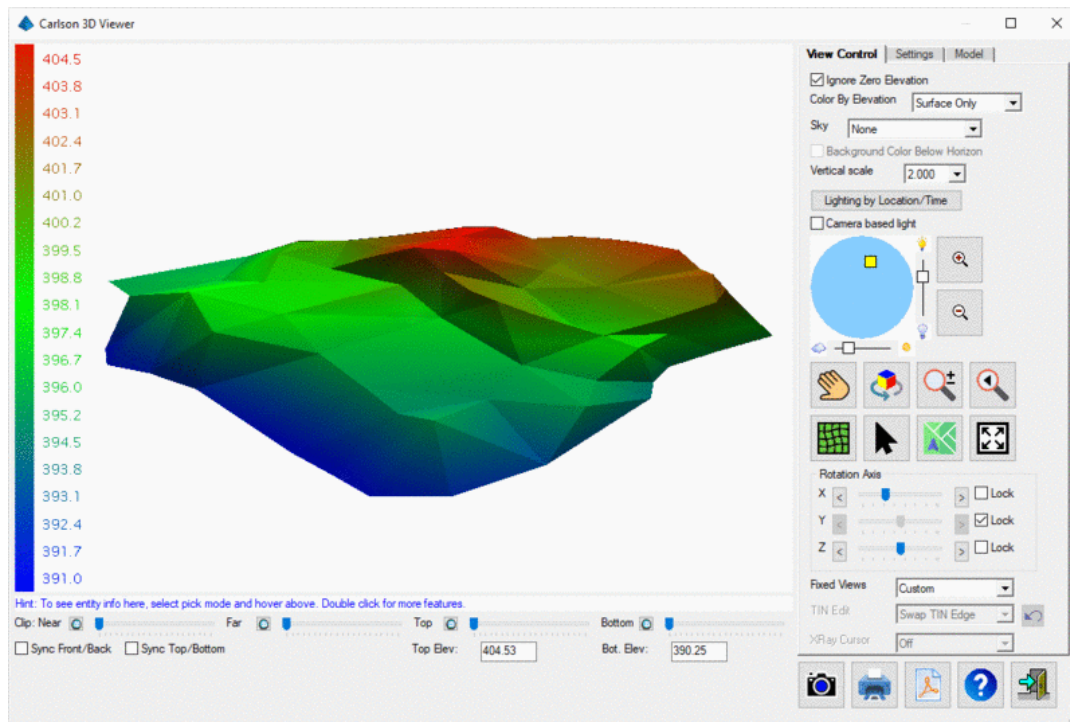 Carlson 3D Viewer
404.5
403.8
403.1
402.4
401.7
401.0
400.2
399.5
398.8
398.1
397.4
396.7
396.0
395.2
394.5
393.8
393.1
392.4
391.7
391.0
Hint: To see entity info here, select pick mode and hover above. Double click for more features.
Clip: Near Far Top Bottom
Sync Front/Back Sync Top/Bottom Top Elev: 404.53 Bot. Elev: 390.25
View Control Settings Model
Ignore Zero Elevation
Color By Elevation Surface Only
Sky None
Background Color Below Horizon
Vertical scale 2.000
Lighting by Location/Time
Camera based light
Rotation Axis
X < > Lock
Y < > Lock
Z < > Lock
Fixed Views Custom
TIN Edit Swap TIN Edge
XRay Cursor Off